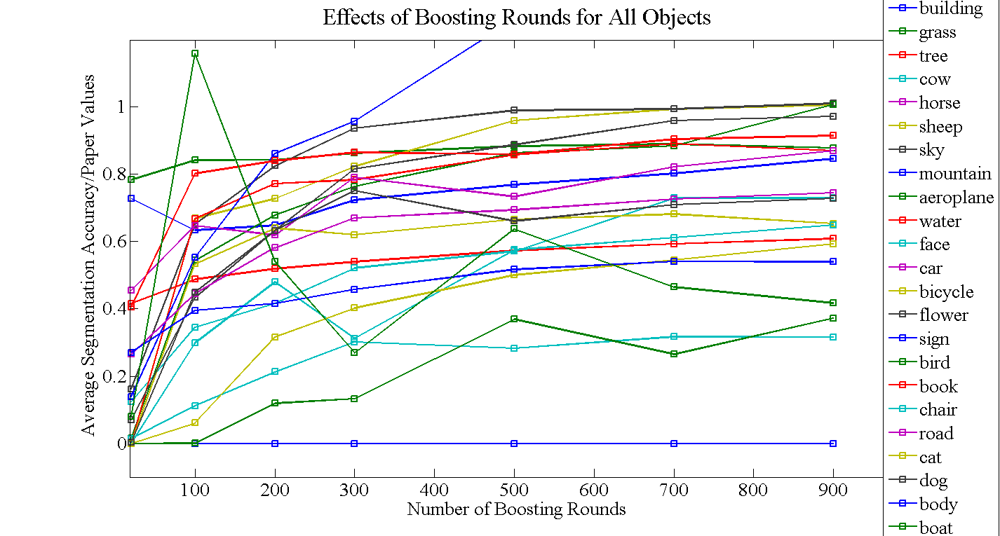 Effects of Boosting Rounds for All Objects
Average Segmentation Accuracy/Paper Values
1
0.8
0.6
0.4
0.2
0
100 200 300 400 500 600 700 800 900
Number of Boosting Rounds
building
grass
tree
cow
horse
sheep
sky
mountain
aeroplane
water
face
car
bicycle
flower
sign
bird
book
chair
road
cat
dog
body
boat